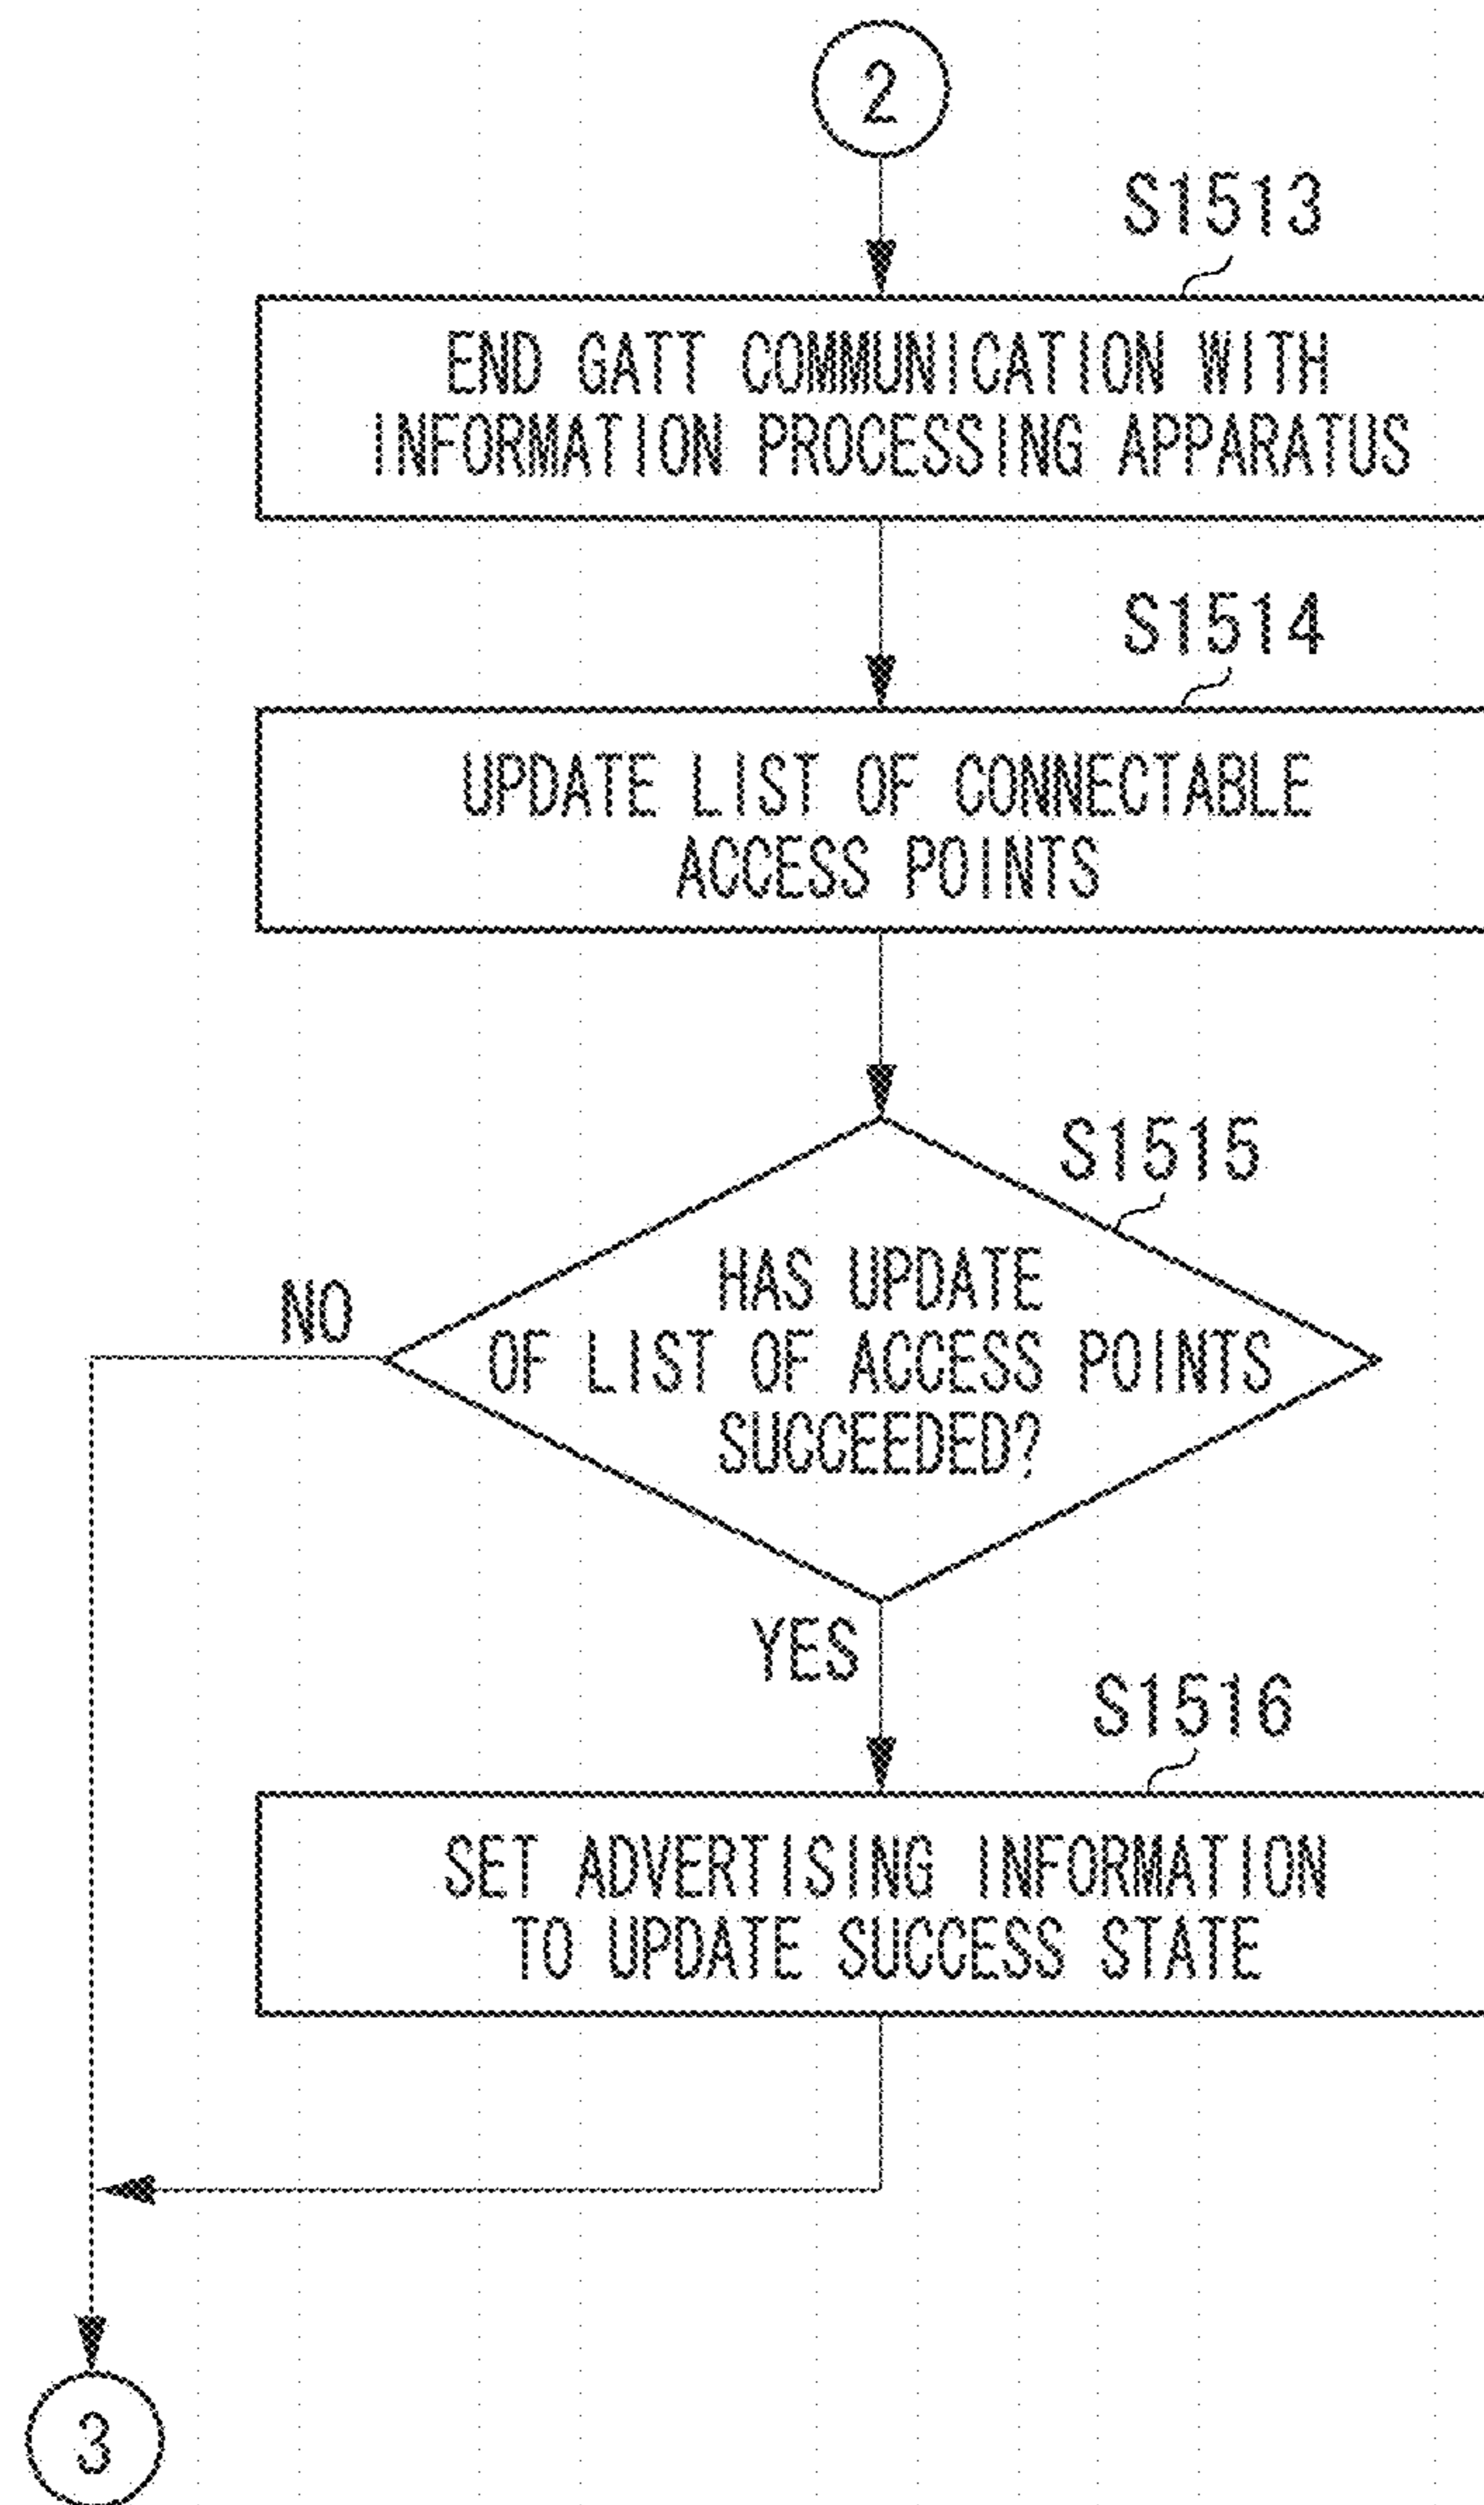 2
S1513
END GATT COMMUNICATION WITH
INFORMATION PROCESSING APPARATUS
S1514
UPDATE LIST OF CONNECTABLE
ACCESS POINTS
S1515
HAS UPDATE
OF LIST OF ACCESS POINTS
SUCCEEDED?
NO
YES
S1516
SET ADVERTISING INFORMATION
TO UPDATE SUCCESS STATE
3